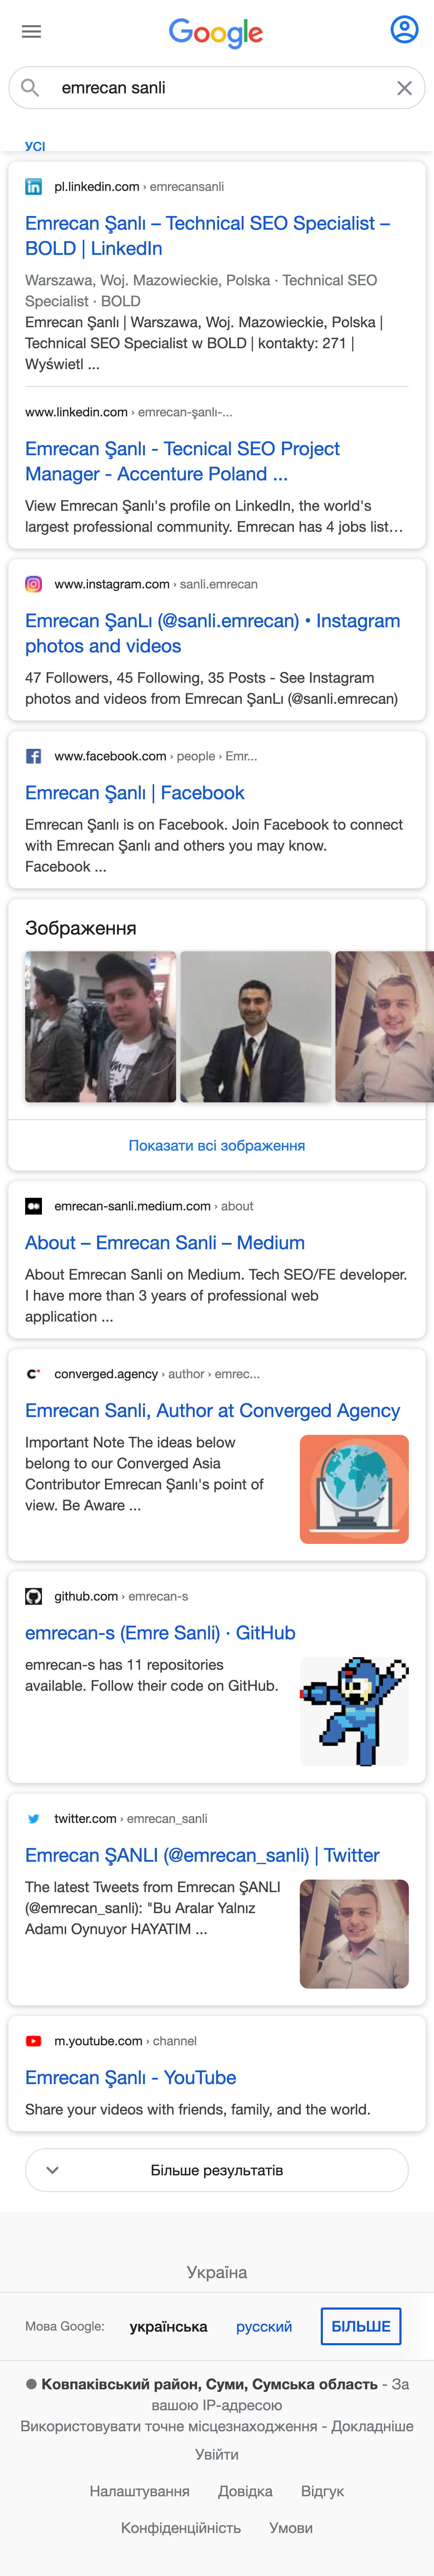 Google
emrecan sanli
УСІ
pl.linkedin.com › emrecansanli
Emrecan Şanlı – Technical SEO Specialist –
BOLD | LinkedIn
Warszawa, Woj. Mazowieckie, Polska · Technical SEO
Specialist · BOLD
Emrecan Şanlı | Warszawa, Woj. Mazowieckie, Polska |
Technical SEO Specialist w BOLD | kontakty: 271 |
Wyświetl ...
www.linkedin.com › emrecan-şanlı-...
Emrecan Şanlı - Tecnical SEO Project
Manager - Accenture Poland ...
View Emrecan Şanlı's profile on LinkedIn, the world's
largest professional community. Emrecan has 4 jobs list...
www.instagram.com › sanli.emrecan
Emrecan ŞanLı (@sanli.emrecan) • Instagram
photos and videos
47 Followers, 45 Following, 35 Posts - See Instagram
photos and videos from Emrecan ŞanLı (@sanli.emrecan)
www.facebook.com › people › Emr...
Emrecan Şanlı | Facebook
Emrecan Şanlı is on Facebook. Join Facebook to connect
with Emrecan Şanlı and others you may know.
Facebook ...
Зображення
Показати всі зображення
emrecan-sanli.medium.com › about
About – Emrecan Sanli – Medium
About Emrecan Sanli on Medium. Tech SEO/FE developer.
I have more than 3 years of professional web
application ...
converged.agency › author › emrec...
Emrecan Sanli, Author at Converged Agency
Important Note The ideas below
belong to our Converged Asia
Contributor Emrecan Şanlı's point of
view. Be Aware ...
github.com › emrecan-s
emrecan-s (Emre Sanli) · GitHub
emrecan-s has 11 repositories
available. Follow their code on GitHub.
twitter.com › emrecan_sanli
Emrecan ŞANLI (@emrecan_sanli) | Twitter
The latest Tweets from Emrecan ŞANLI
(@emrecan_sanli): "Bu Aralar Yalnız
Adamı Oynuyor HAYATIM ...
m.youtube.com › channel
Emrecan Şanlı - YouTube
Share your videos with friends, family, and the world.
Більше результатів
Україна
Мова Google: українська русский БІЛЬШЕ
Ковпаківський район, Суми, Сумська область - За
вашою IP-адресою
Використовувати точне місцезнаходження - Докладніше
Увійти
Налаштування Довідка Відгук
Конфіденційність Умови